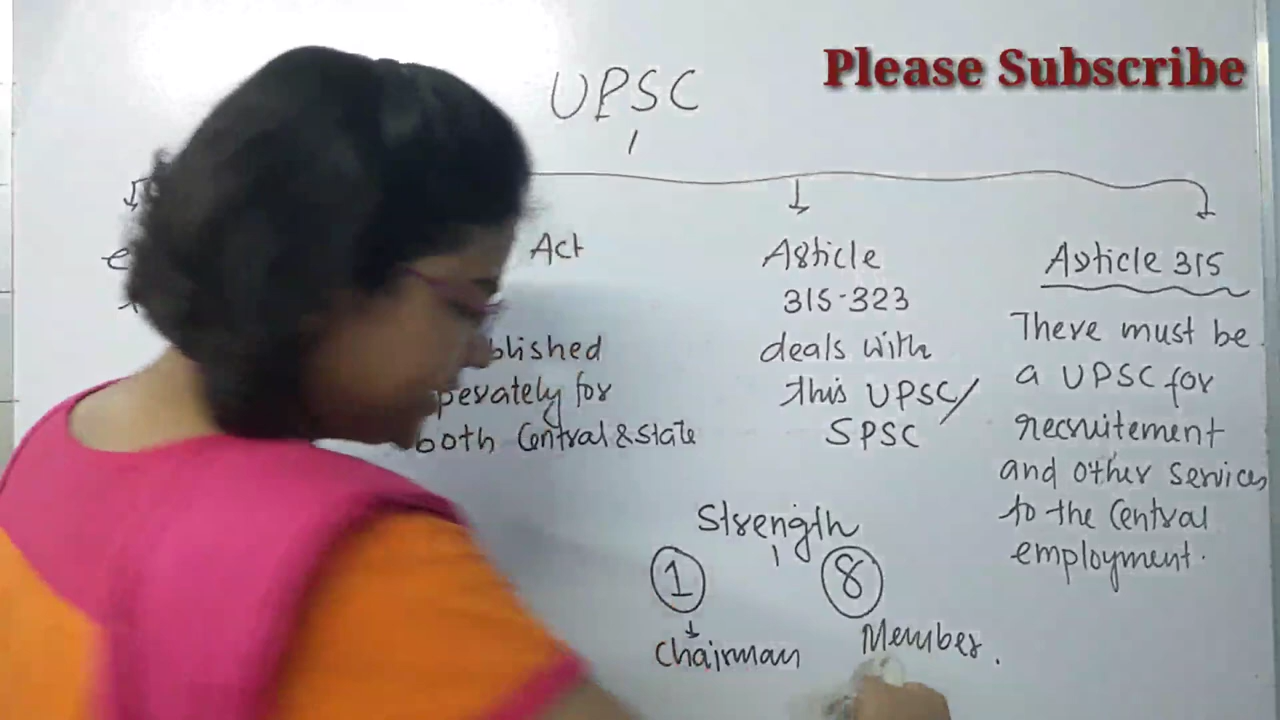 Please Subscribe
UPSC
Act
blished
perately for
both Central & State
Article
315-323
deals with
this UPSC/
SPSC
Article 315
There must be
a UPSC for
recruitement
and other services
to the Central
employment.
Strength
1
8
Chairman
Member.